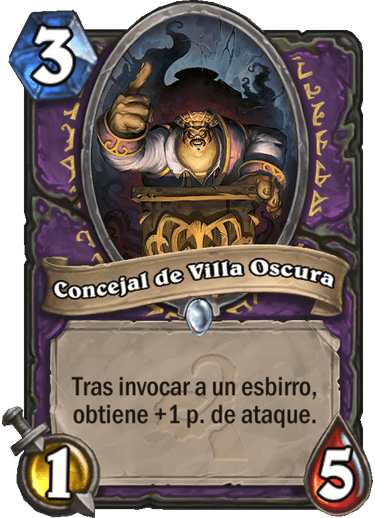 3
Concejal de Villa Oscura
Tras invocar a un esbirro,
obtiene +1 p. de ataque.
1
5